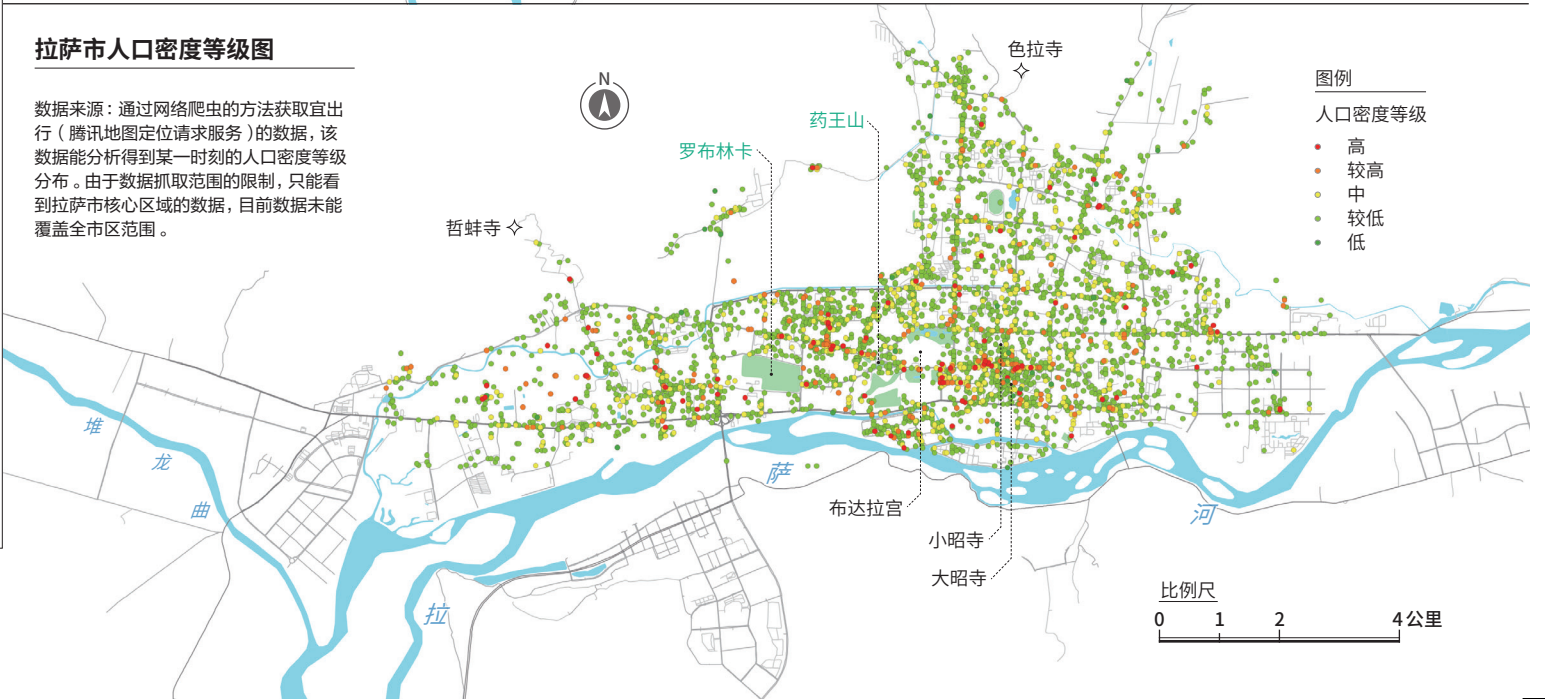 拉萨市人口密度等级图
数据来源：通过网络爬虫的方法获取宜出
行（腾讯地图定位请求服务）的数据，该
数据能分析得到某一时刻的人口密度等级
分布。由于数据抓取范围的限制，只能看
到拉萨市核心区域的数据，目前数据未能
覆盖全市区范围。
N
色拉寺
药王山
罗布林卡
哲蚌寺
图例
人口密度等级
高
较高
中
较低
低
堆
龙
曲
拉
萨
河
布达拉宫
小昭寺
大昭寺
比例尺
0 1 2 4公里